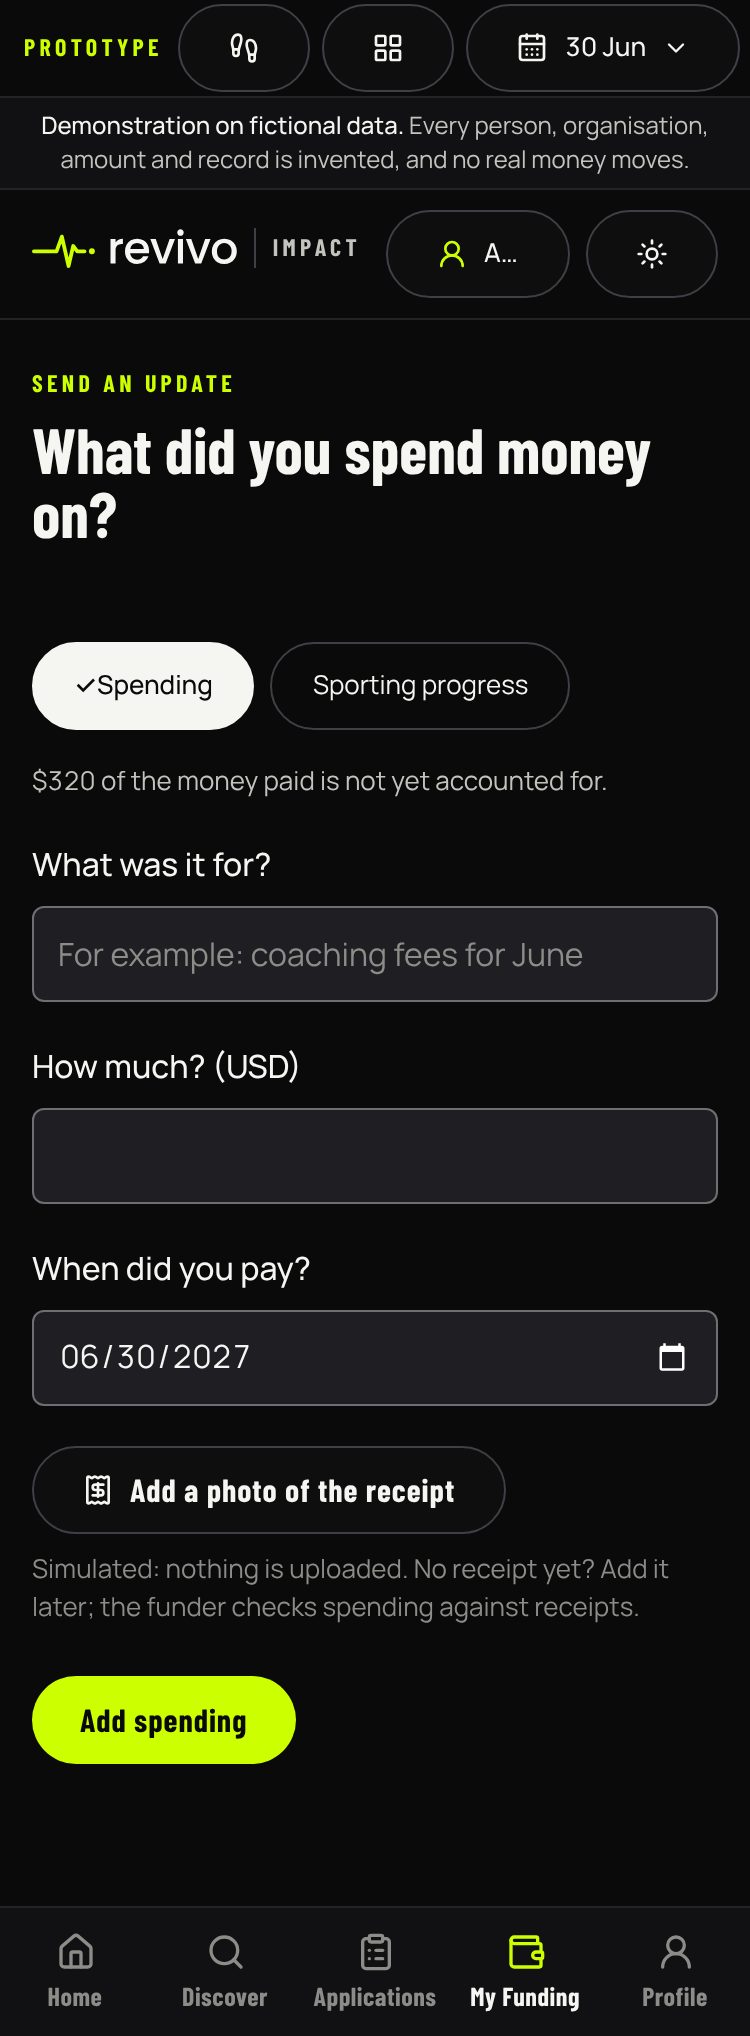 PROTOTYPE
30 Jun
Demonstration on fictional data. Every person, organisation,
amount and record is invented, and no real money moves.
revivo IMPACT
A...
SEND AN UPDATE
What did you spend money
on?
Spending
Sporting progress
$320 of the money paid is not yet accounted for.
What was it for?
For example: coaching fees for June
How much? (USD)
When did you pay?
06/30/2027
Add a photo of the receipt
Simulated: nothing is uploaded. No receipt yet? Add it
later; the funder checks spending against receipts.
Add spending
Home
Discover
Applications
My Funding
Profile